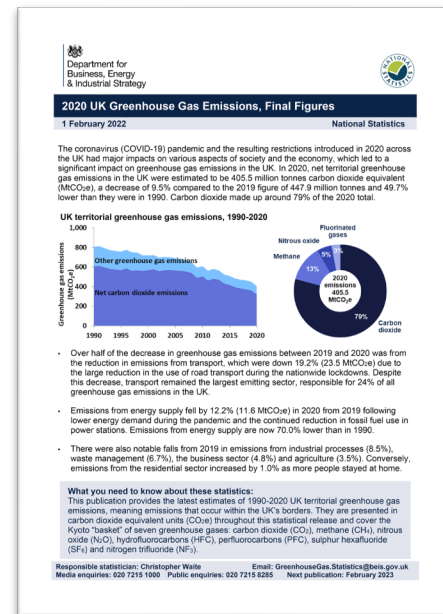 Department for
Business, Energy
& Industrial Strategy
NATIONAL STATISTICS
2020 UK Greenhouse Gas Emissions, Final Figures
1 February 2022 National Statistics
The coronavirus (COVID-19) pandemic and the resulting restrictions introduced in 2020 across
the UK had major impacts on various aspects of society and the economy, which led to a
significant impact on greenhouse gas emissions in the UK. In 2020, net territorial greenhouse
gas emissions in the UK were estimated to be 405.5 million tonnes carbon dioxide equivalent
(MtCO2e), a decrease of 9.5% compared to the 2019 figure of 447.9 million tonnes and 49.7%
lower than they were in 1990. Carbon dioxide made up around 79% of the 2020 total.
UK territorial greenhouse gas emissions, 1990-2020
Greenhouse gas emissions
(MtCO2e)
1,000
800
600
400
200
0
Other greenhouse gas emissions
Net carbon dioxide emissions
1990 1995 2000 2005 2010 2015 2020
Fluorinated
gases
Nitrous oxide
Methane
3%
5%
13%
2020
emissions
405.5
MtCO2e
79%
Carbon
dioxide
• Over half of the decrease in greenhouse gas emissions between 2019 and 2020 was from
the reduction in emissions from transport, which were down 19.2% (23.5 MtCO2e) due to
the large reduction in the use of road transport during the nationwide lockdowns. Despite
this decrease, transport remained the largest emitting sector, responsible for 24% of all
greenhouse gas emissions in the UK.
• Emissions from energy supply fell by 12.2% (11.6 MtCO2e) in 2020 from 2019 following
lower energy demand during the pandemic and the continued reduction in fossil fuel use in
power stations. Emissions from energy supply are now 70.0% lower than in 1990.
• There were also notable falls from 2019 in emissions from industrial processes (8.5%),
waste management (6.7%), the business sector (4.8%) and agriculture (3.5%). Conversely,
emissions from the residential sector increased by 1.0% as more people stayed at home.
What you need to know about these statistics:
This publication provides the latest estimates of 1990-2020 UK territorial greenhouse gas
emissions, meaning emissions that occur within the UK's borders. They are presented in
carbon dioxide equivalent units (CO2e) throughout this statistical release and cover the
Kyoto "basket" of seven greenhouse gases: carbon dioxide (CO2), methane (CH4), nitrous
oxide (N2O), hydrofluorocarbons (HFC), perfluorocarbons (PFC), sulphur hexafluoride
(SF6) and nitrogen trifluoride (NF3).
Responsible statistician: Christopher Waite Email: GreenhouseGas.Statistics@beis.gov.uk
Media enquiries: 020 7215 1000 Public enquiries: 020 7215 8285 Next publication: February 2023